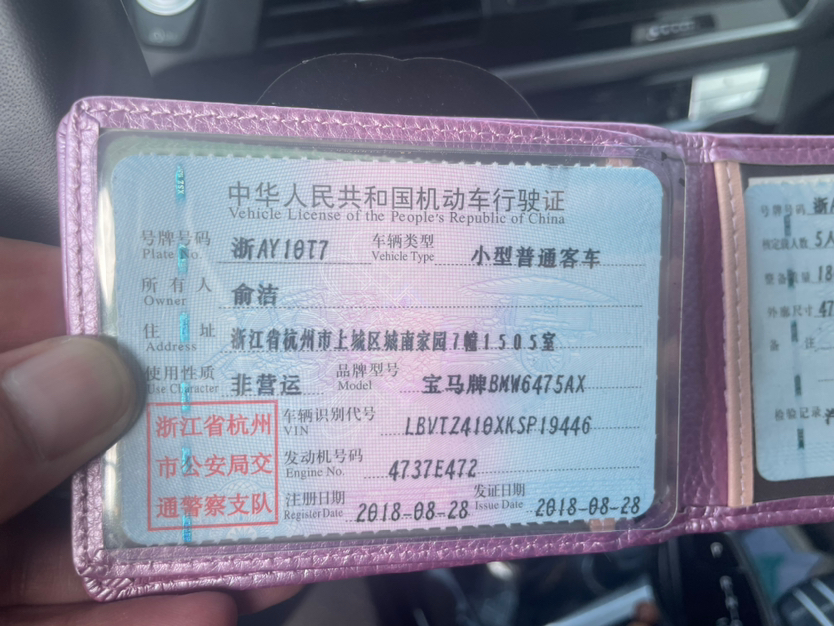 中华人民共和国机动车行驶证
Vehicle License of the People's Republic of China
号牌号码 浙AY10T7 车辆类型 小型普通客车
Plate No. Vehicle Type
所有人 俞洁
Owner
住址 浙江省杭州市上城区城南家园7幢1505室
Address
使用性质 非营运 品牌型号 宝马牌BMW6475AX
Use Character Model
浙江省杭州
市公安局交
通警察支队
车辆识别代号 LBVTZ410XKSP19446
VIN
发动机号码 4737E472
Engine No.
注册日期 2018-08-28 发证日期 2018-08-28
Register Date Issue Date
号牌号码 浙A
核定载人数 5人
整备质量 18
外廓尺寸 47
备注
检验记录